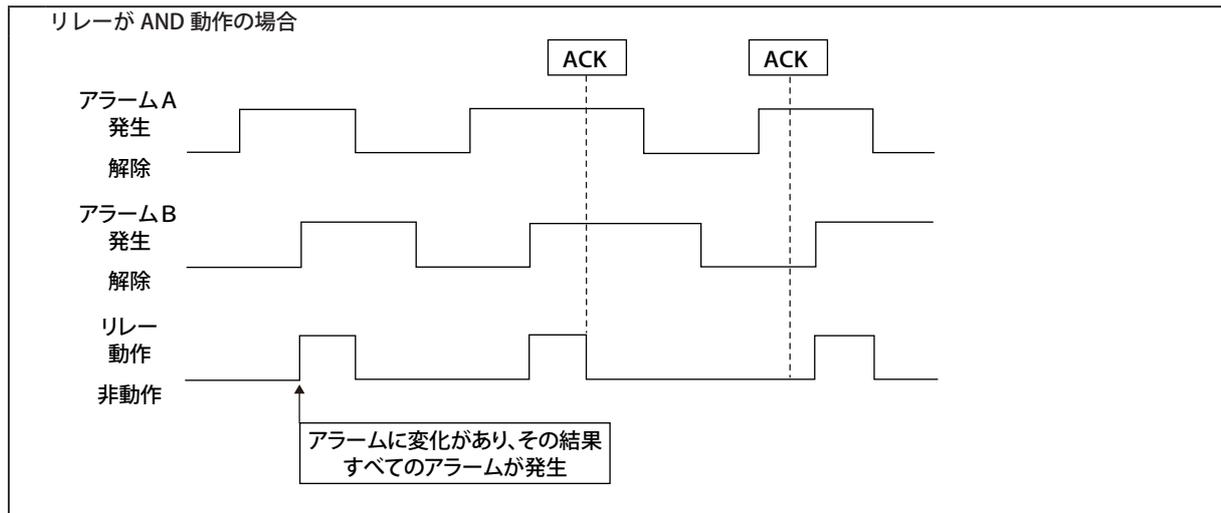 リレーが AND 動作の場合
ACK
ACK
アラームA
発生
解除
アラームB
発生
解除
リレー
動作
非動作
アラームに変化があり、その結果
すべてのアラームが発生